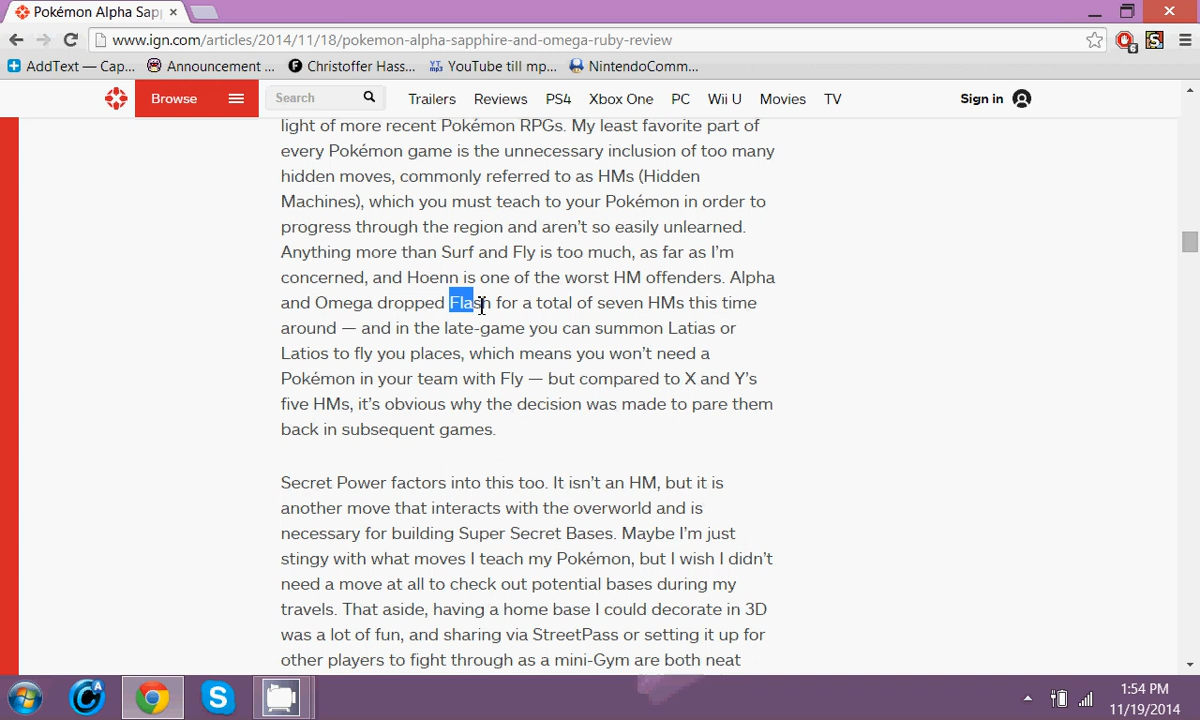 Pokémon Alpha Sap
www.ign.com/articles/2014/11/18/pokemon-alpha-sapphire-and-omega-ruby-review
6
S
AddText — Cap...
Announcement ...
Christoffer Hass...
YouTube till mp...
NintendoComm...
Browse
Search
Trailers
Reviews
PS4
Xbox One
PC
Wii U
Movies
TV
Sign in
light of more recent Pokémon RPGs. My least favorite part of
every Pokémon game is the unnecessary inclusion of too many
hidden moves, commonly referred to as HMs (Hidden
Machines), which you must teach to your Pokémon in order to
progress through the region and aren't so easily unlearned.
Anything more than Surf and Fly is too much, as far as I'm
concerned, and Hoenn is one of the worst HM offenders. Alpha
and Omega dropped Flash for a total of seven HMs this time
around — and in the late-game you can summon Latias or
Latios to fly you places, which means you won't need a
Pokémon in your team with Fly — but compared to X and Y's
five HMs, it's obvious why the decision was made to pare them
back in subsequent games.
Secret Power factors into this too. It isn't an HM, but it is
another move that interacts with the overworld and is
necessary for building Super Secret Bases. Maybe I'm just
stingy with what moves I teach my Pokémon, but I wish I didn't
need a move at all to check out potential bases during my
travels. That aside, having a home base I could decorate in 3D
was a lot of fun, and sharing via StreetPass or setting it up for
other players to fight through as a mini-Gym are both neat
1:54 PM
11/19/2014